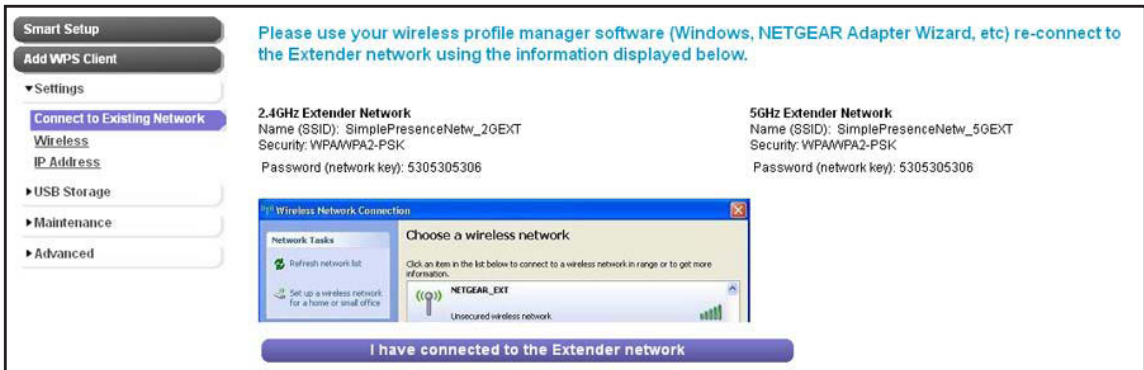 Smart Setup
Add WPS Client
▼Settings
Connect to Existing Network
Wireless
IP Address
▶USB Storage
▶Maintenance
▶Advanced
Please use your wireless profile manager software (Windows, NETGEAR Adapter Wizard, etc) re-connect to
the Extender network using the information displayed below.
2.4GHz Extender Network
Name (SSID): SimplePresenceNetw_2GEXT
Security: WPA/WPA2-PSK
Password (network key): 5305305306
5GHz Extender Network
Name (SSID): SimplePresenceNetw_5GEXT
Security: WPA/WPA2-PSK
Password (network key): 5305305306
Wireless Network Connection
Network Tasks
Refresh network list
Set up a wireless network
for a home or small office
Choose a wireless network
Click an item in the list below to connect to a wireless network in range or to get more
information.
NETGEAR_EXT
Unsecured wireless network
I have connected to the Extender network